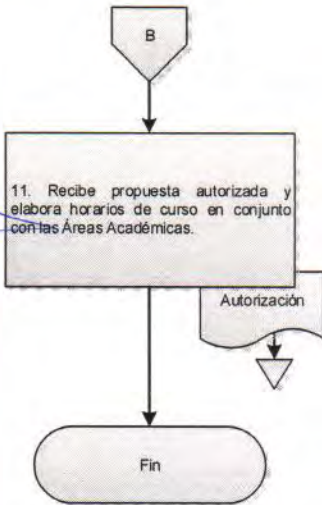 B
11. Recibe propuesta autorizada y
elabora horarios de curso en conjunto
con las Áreas Académicas.
Autorización
Fin